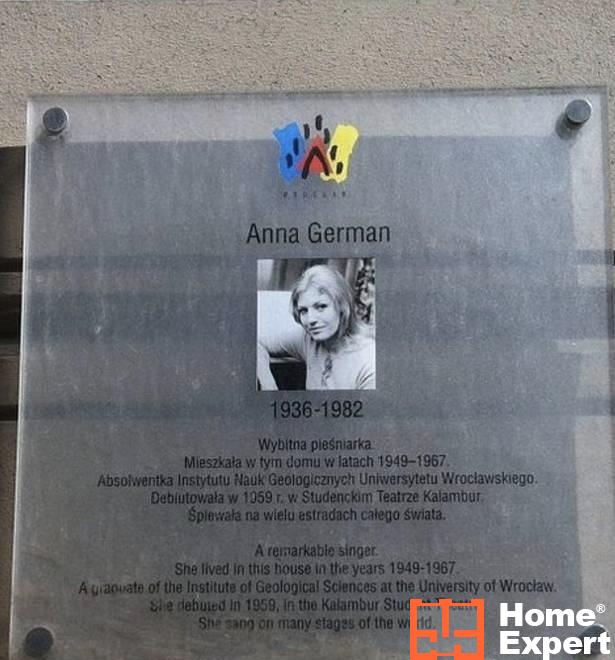 WROCŁAW
Anna German
1936-1982
Wybitna pieśniarka.
Mieszkała w tym domu w latach 1949–1967.
Absolwentka Instytutu Nauk Geologicznych Uniwersytetu Wrocławskiego.
Debiutowała w 1959 r. w Studenckim Teatrze Kalambur.
Śpiewała na wielu estradach całego świata.
A remarkable singer.
She lived in this house in the years 1949-1967.
A graduate of the Institute of Geological Sciences at the University of Wrocław.
She debuted in 1959, in the Kalambur Student
She sang on many stages of the world.
Home®
Expert